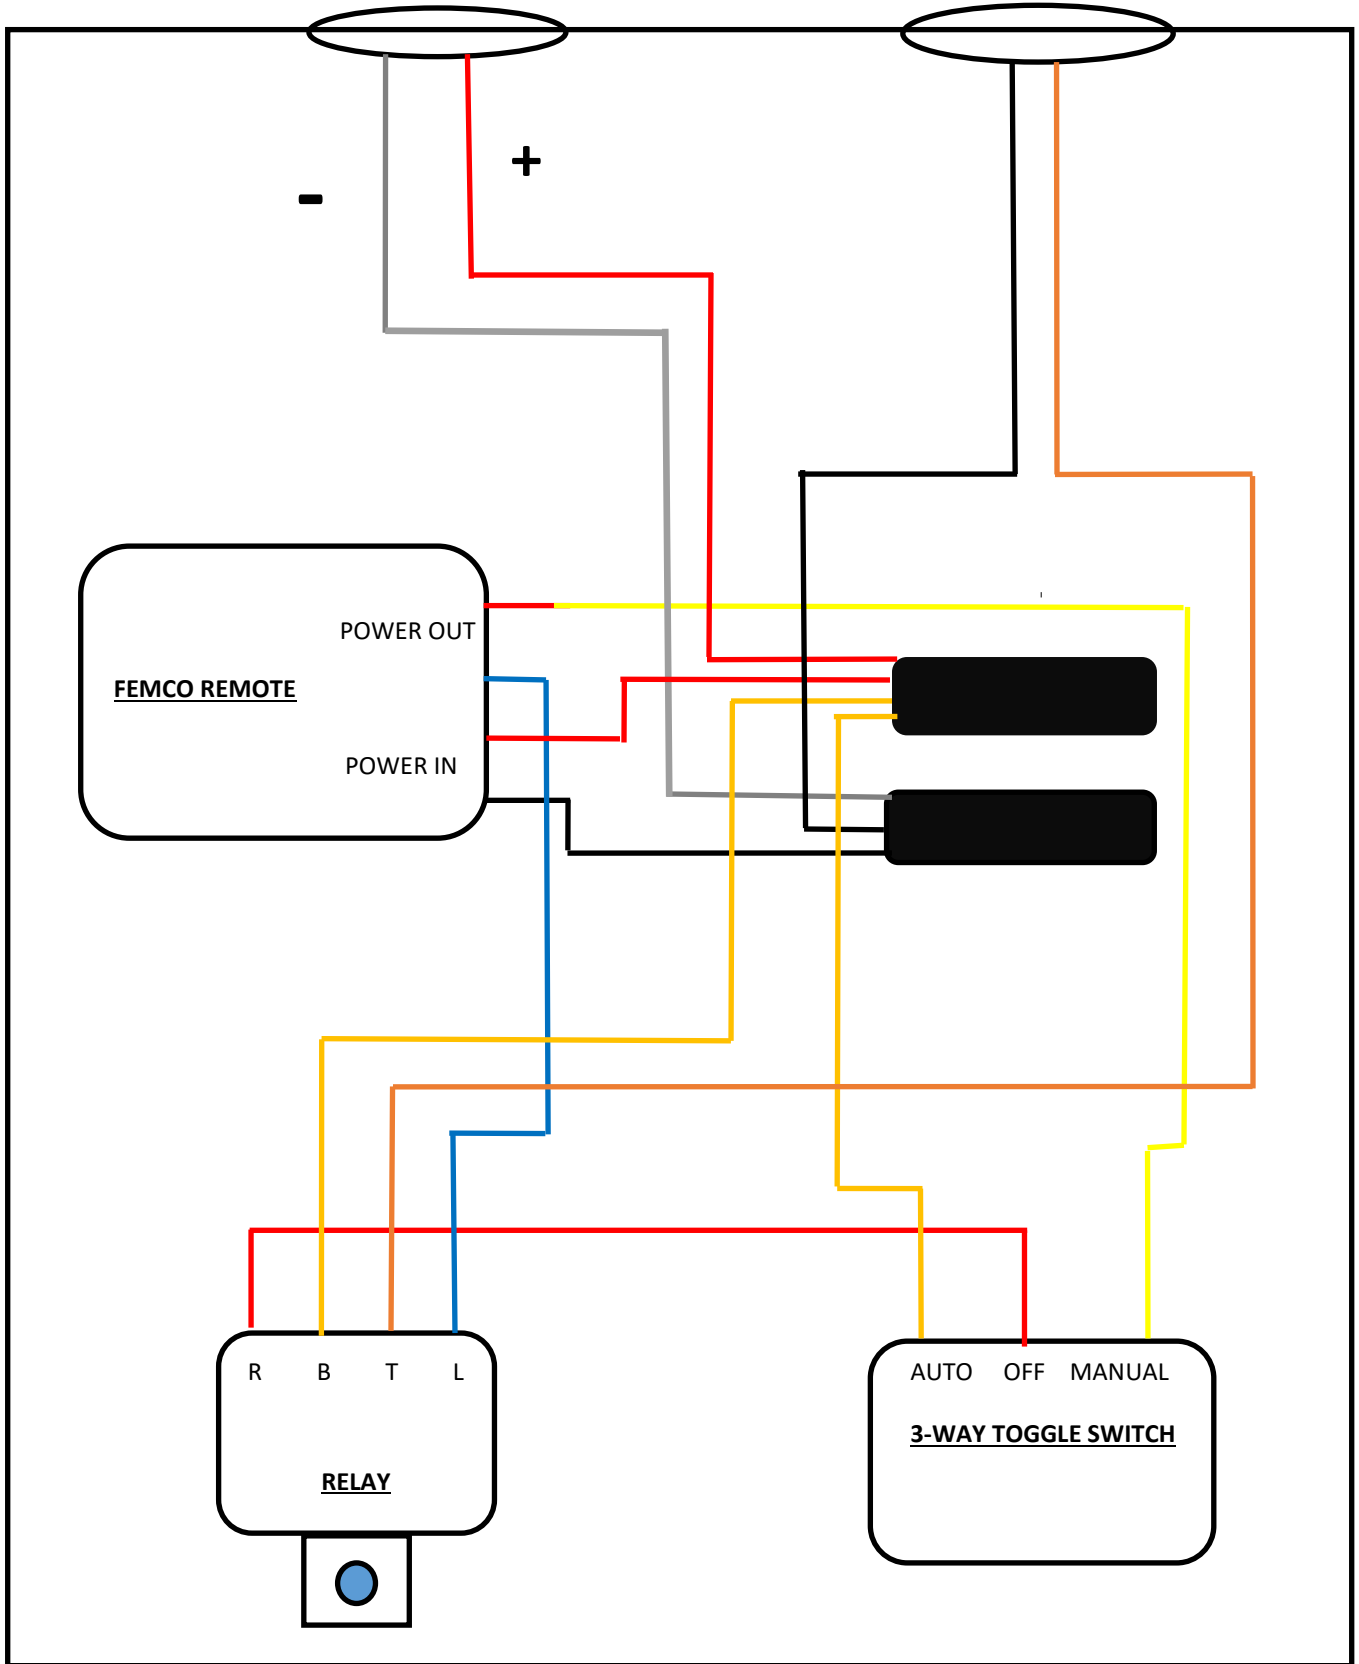 -
+
POWER OUT
FEMCO REMOTE
POWER IN
R B T L
RELAY
AUTO OFF MANUAL
3-WAY TOGGLE SWITCH